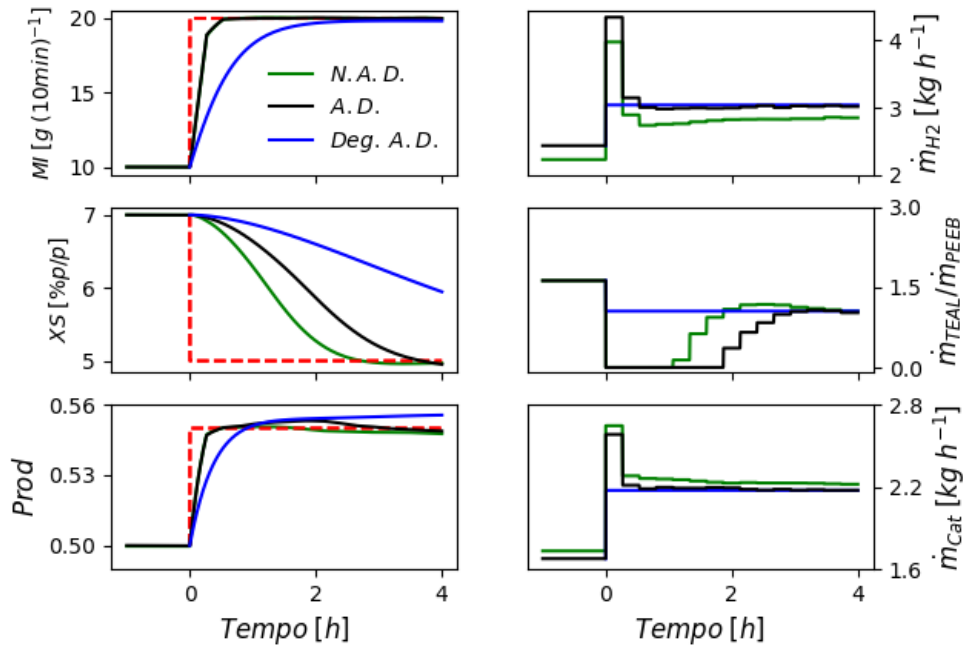 MI [g (10min)⁻¹]
20
15
10
N. A. D.
A. D.
Deg. A. D.
4
3
2
ṁ_H2 [kg h⁻¹]
XS [%p/p]
7
6
5
3.0
1.5
0.0
ṁ_TEAL/ṁ_PEEB
Prod
0.56
0.53
0.50
0
2
4
Tempo [h]
2.8
2.2
1.6
ṁ_Cat [kg h⁻¹]
0
2
4
Tempo [h]